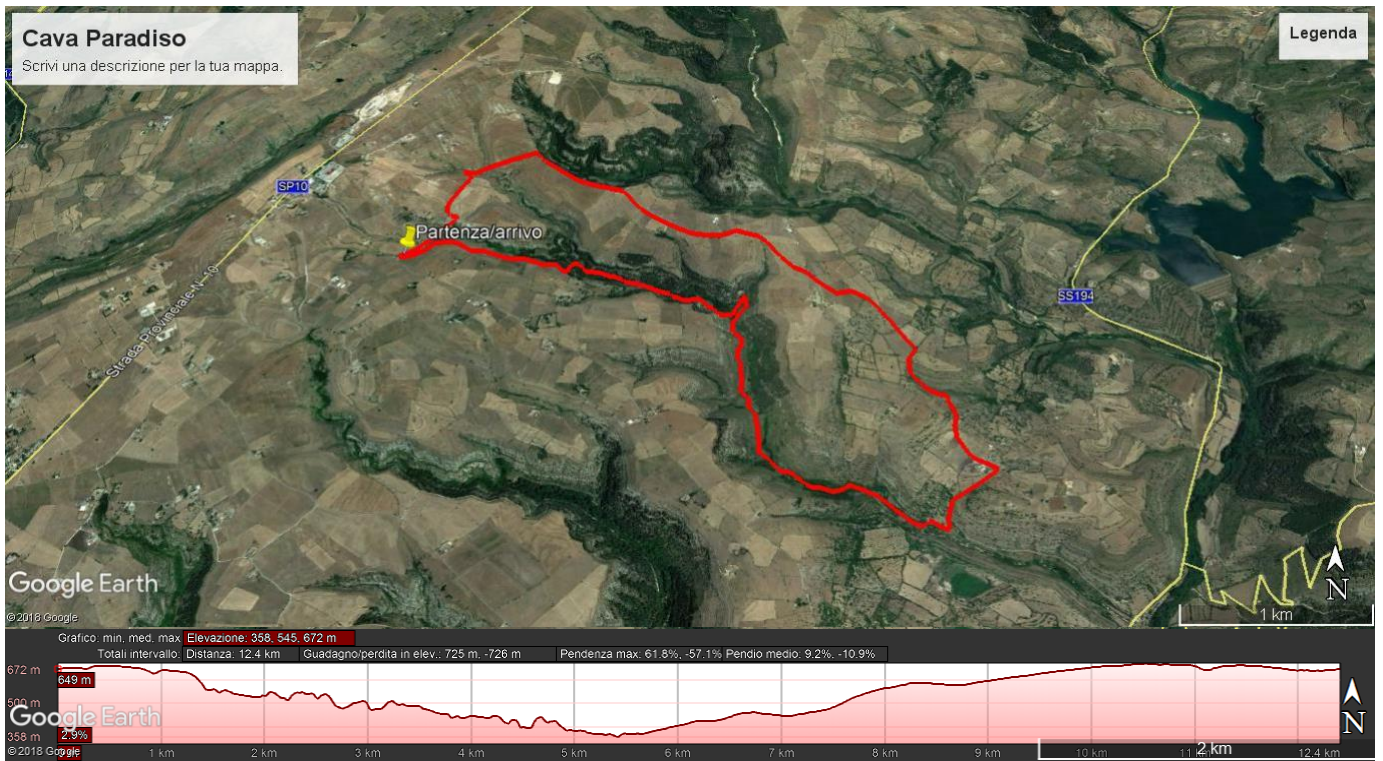 Cava Paradiso
Scrivi una descrizione per la tua mappa.
Legenda
SP10
Partenza/arrivo
Strada Provinciale N. 10
SS194
Google Earth
©2018 Google
N
1 km
Grafico: min, med. max Elevazione: 358, 545, 672 m
Totali intervallo: Distanza: 12.4 km Guadagno/perdita in elev.: 725 m. -726 m Pendenza max: 61.8%, -57.1% Pendio medio: 9.2%. -10.9%
672 m
649 m
500 m
Google Earth
N
358 m
2.9%
©2018 Google
1 km 2 km 3 km 4 km 5 km 6 km 7 km 8 km 9 km 10 km 11 km 12.4 km
2 km